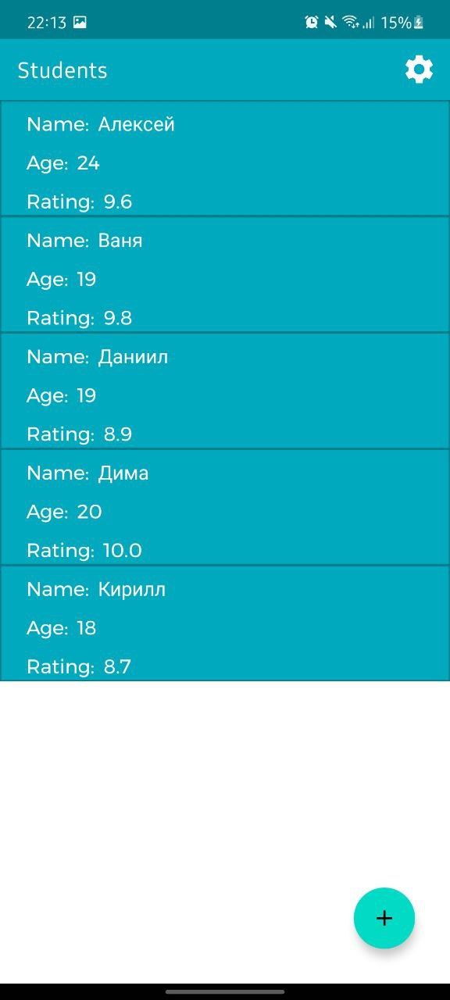 22:13 15%
Students
Name: Алексей
Age: 24
Rating: 9.6
Name: Ваня
Age: 19
Rating: 9.8
Name: Даниил
Age: 19
Rating: 8.9
Name: Дима
Age: 20
Rating: 10.0
Name: Кирилл
Age: 18
Rating: 8.7
+